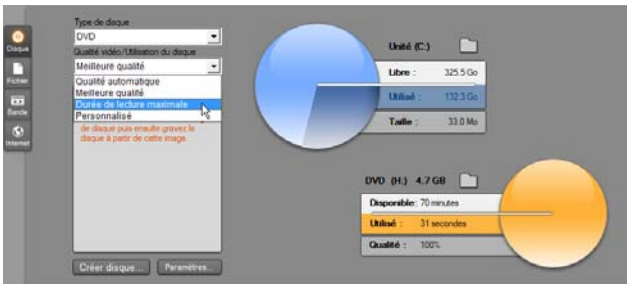 Type de disque
DVD
Qualité vidéo/Utilisation du disque
Meilleure qualité
Qualité automatique
Meilleure qualité
Durée de lecture maximale
Personnalisé
de disque puis ensuite gravez le
disque à partir de cette image.
Créer disque...
Paramètres...
Disque
Fichier
Bande
Internet
Unité (C:)
Libre : 325.5 Go
Utilisé : 132.3 Go
Taille : 33.0 Mo
DVD (H:) 4.7 GB
Disponible: 70 minutes
Utilisé : 31 secondes
Qualité : 100%